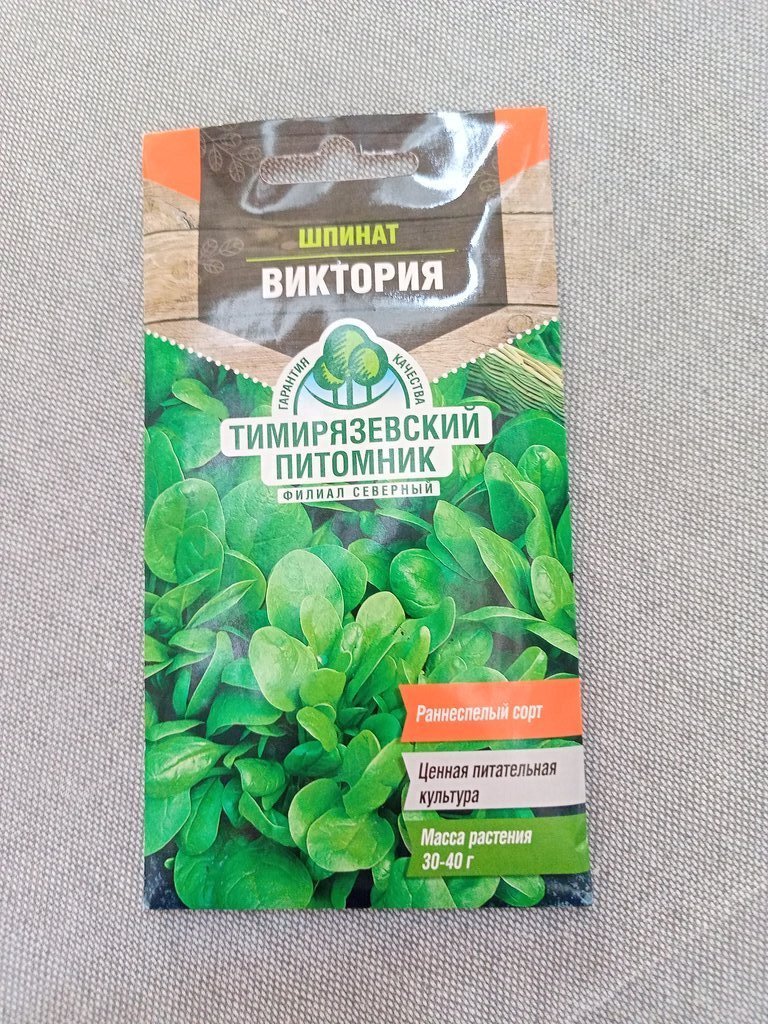 ШПИНАТ
ВИКТОРИЯ
ГАРАНТИЯ КАЧЕСТВА
ТИМИРЯЗЕВСКИЙ
ПИТОМНИК
ФИЛИАЛ СЕВЕРНЫЙ
Раннеспелый сорт
Ценная питательная
культура
Масса растения
30-40 г